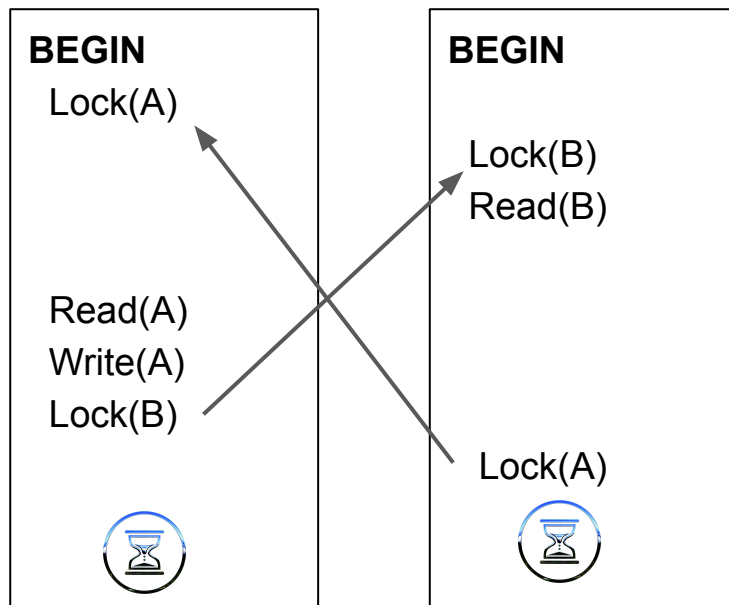 BEGIN
Lock(A)
Read(A)
Write(A)
Lock(B)
BEGIN
Lock(B)
Read(B)
Lock(A)